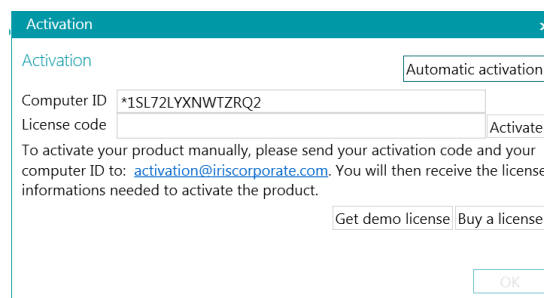 Activation
Activation
Automatic activation
Computer ID *1SL72LYXNWTZRQ2
License code
Activate
To activate your product manually, please send your activation code and your
computer ID to: activation@iriscorporate.com. You will then receive the license
informations needed to activate the product.
Get demo license Buy a license
OK